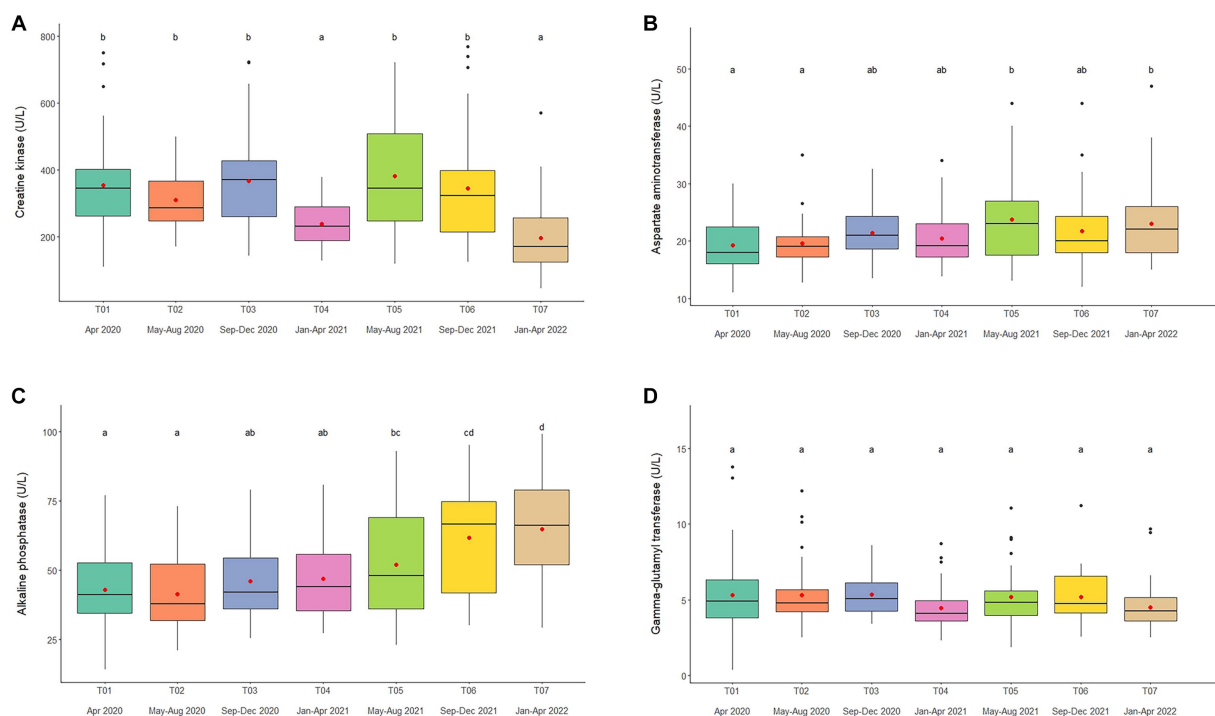 A
Creatine kinase (U/L)
800
600
400
200
b b b a b b a
T01 T02 T03 T04 T05 T06 T07
Apr 2020 May-Aug 2020 Sep-Dec 2020 Jan-Apr 2021 May-Aug 2021 Sep-Dec 2021 Jan-Apr 2022
B
Aspartate aminotransferase (U/L)
50
40
30
20
10
a a ab ab b ab b
T01 T02 T03 T04 T05 T06 T07
Apr 2020 May-Aug 2020 Sep-Dec 2020 Jan-Apr 2021 May-Aug 2021 Sep-Dec 2021 Jan-Apr 2022
C
Alkaline phosphatase (U/L)
100
75
50
25
a a ab ab bc cd d
T01 T02 T03 T04 T05 T06 T07
Apr 2020 May-Aug 2020 Sep-Dec 2020 Jan-Apr 2021 May-Aug 2021 Sep-Dec 2021 Jan-Apr 2022
D
Gamma-glutamyl transferase (U/L)
15
10
5
0
a a a a a a a
T01 T02 T03 T04 T05 T06 T07
Apr 2020 May-Aug 2020 Sep-Dec 2020 Jan-Apr 2021 May-Aug 2021 Sep-Dec 2021 Jan-Apr 2022